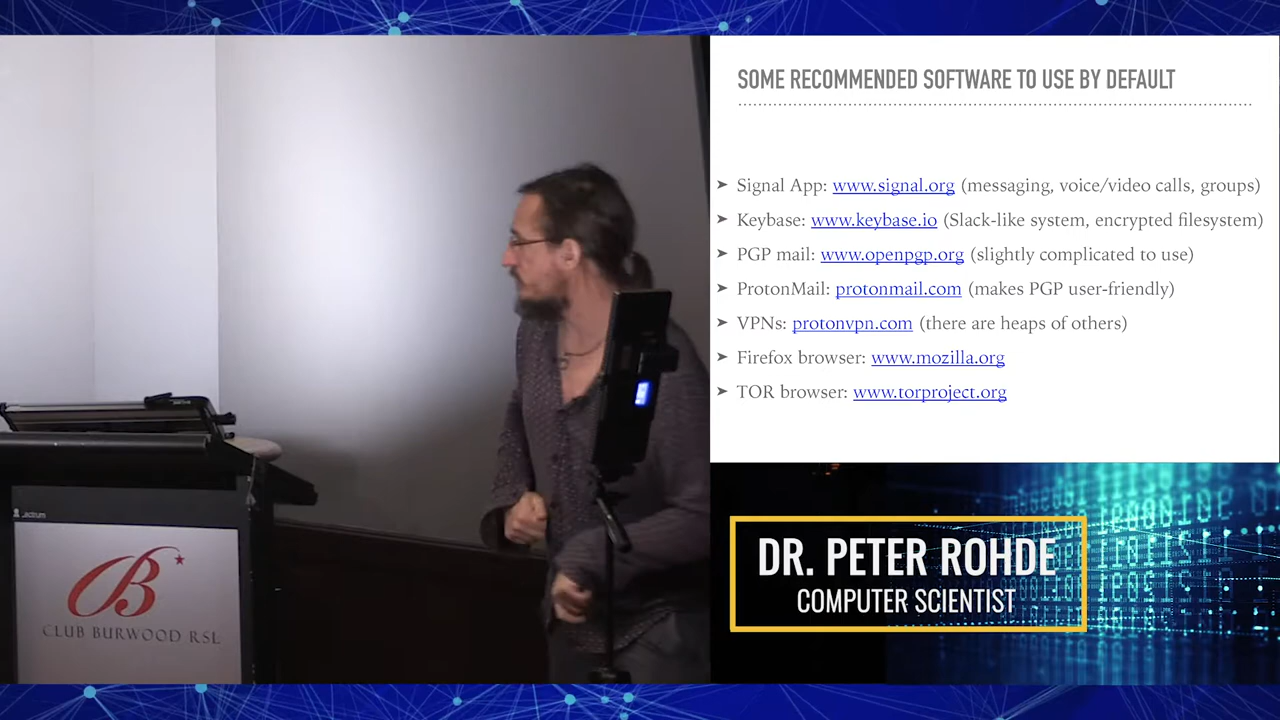 SOME RECOMMENDED SOFTWARE TO USE BY DEFAULT
➤ Signal App: www.signal.org (messaging, voice/video calls, groups)
➤ Keybase: www.keybase.io (Slack-like system, encrypted filesystem)
➤ PGP mail: www.openpgp.org (slightly complicated to use)
➤ ProtonMail: protonmail.com (makes PGP user-friendly)
➤ VPNs: protonvpn.com (there are heaps of others)
➤ Firefox browser: www.mozilla.org
➤ TOR browser: www.torproject.org
Lectrum
B
CLUB BURWOOD RSL
DR. PETER ROHDE
COMPUTER SCIENTIST